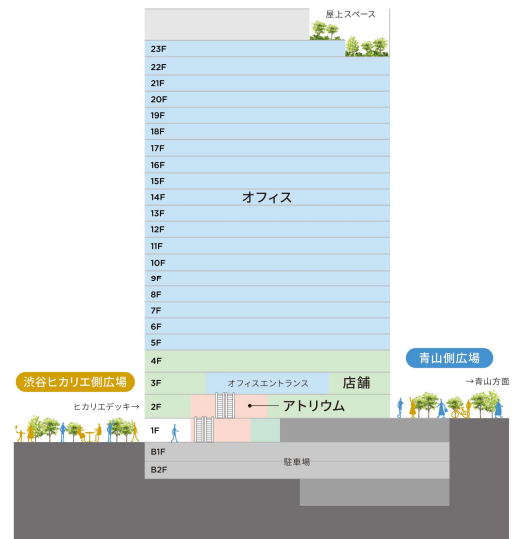 屋上スペース
23F
22F
21F
20F
19F
18F
17F
16F
15F
14F
オフィス
13F
12F
11F
10F
9F
8F
7F
6F
5F
4F
青山側広場
渋谷ヒカリエ側広場
3F
オフィスエントランス
店舗
→青山方面
ヒカリエデッキ→
2F
アトリウム
1F
B1F
駐車場
B2F